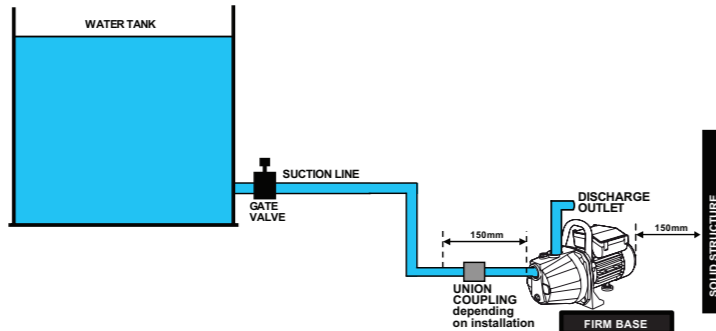 WATER TANK
SUCTION LINE
GATE
VALVE
DISCHARGE
OUTLET
150mm
150mm
UNION
COUPLING
depending
on installation
FIRM BASE
SOLID STRUCTURE